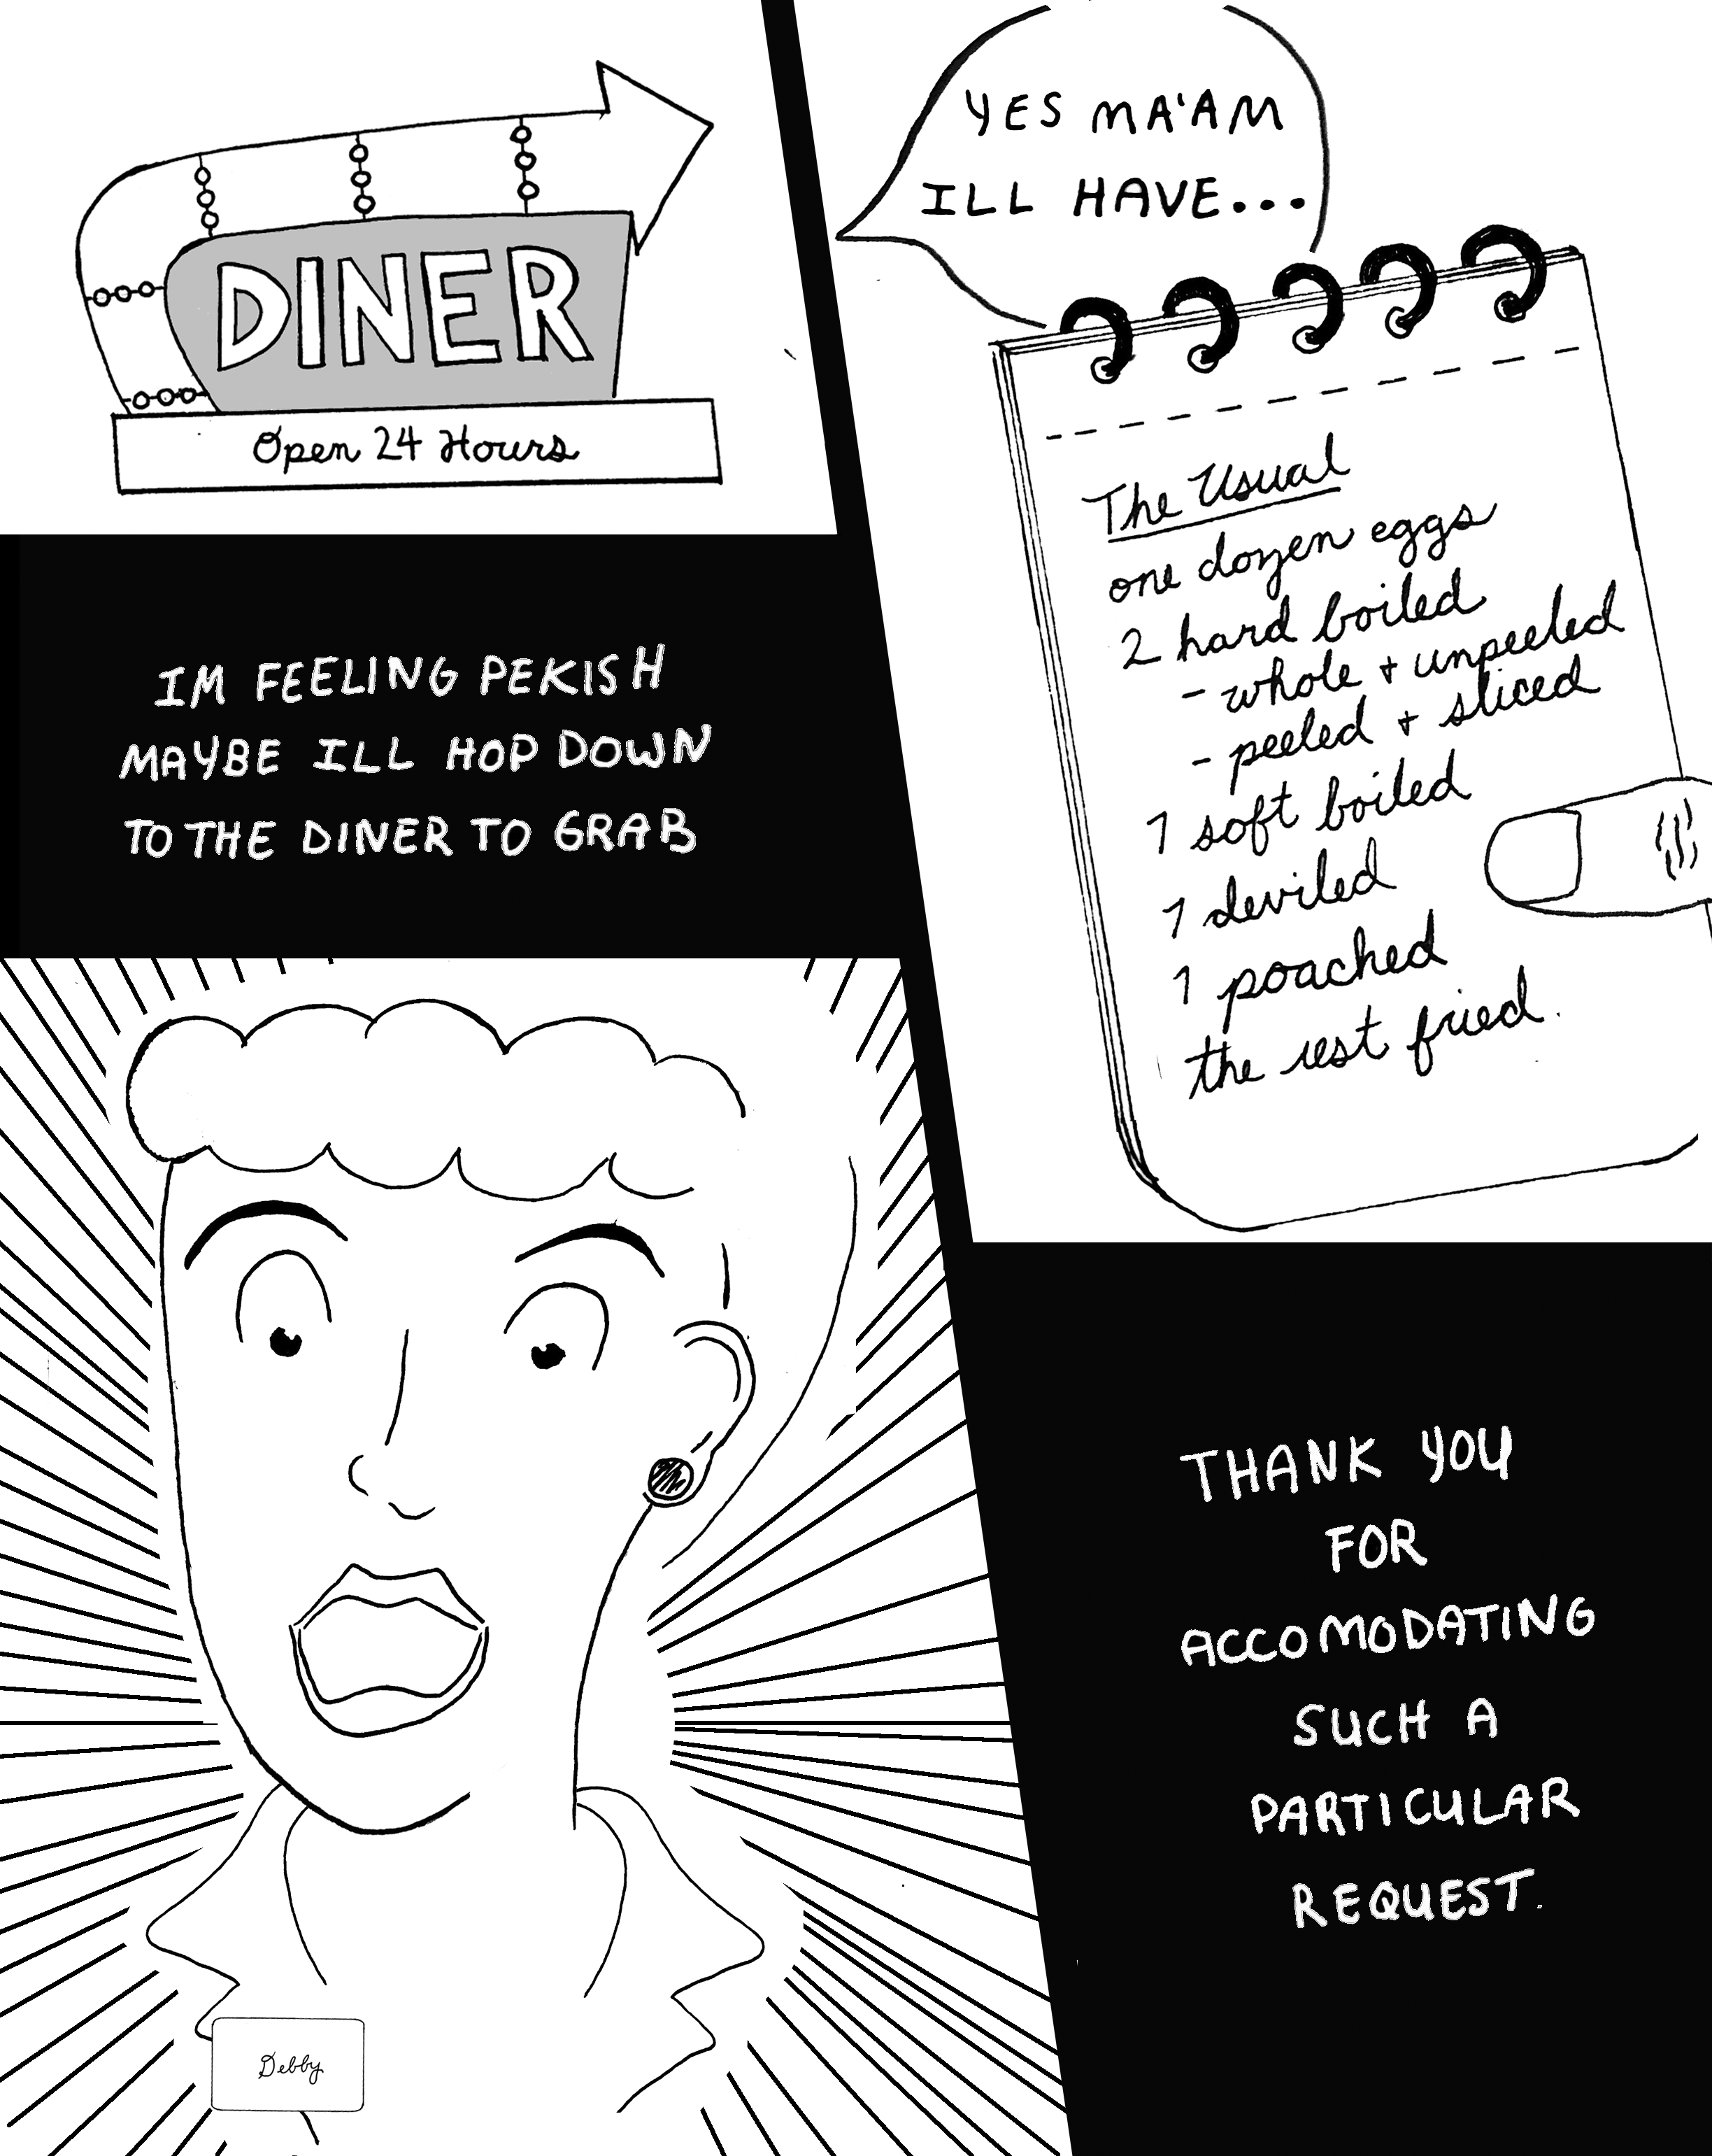 DINER
Open 24 Hours
IM FEELING PEKISH
MAYBE ILL HOP DOWN
TO THE DINER TO GRAB
YES MA'AM
ILL HAVE...
The Usual
one dozen eggs
2 hard boiled
- whole + unpeeled
- peeled + sliced
1 soft boiled
1 deviled
1 poached
the rest fried.
Debby
THANK YOU
FOR
ACCOMODATING
SUCH A
PARTICULAR
REQUEST.